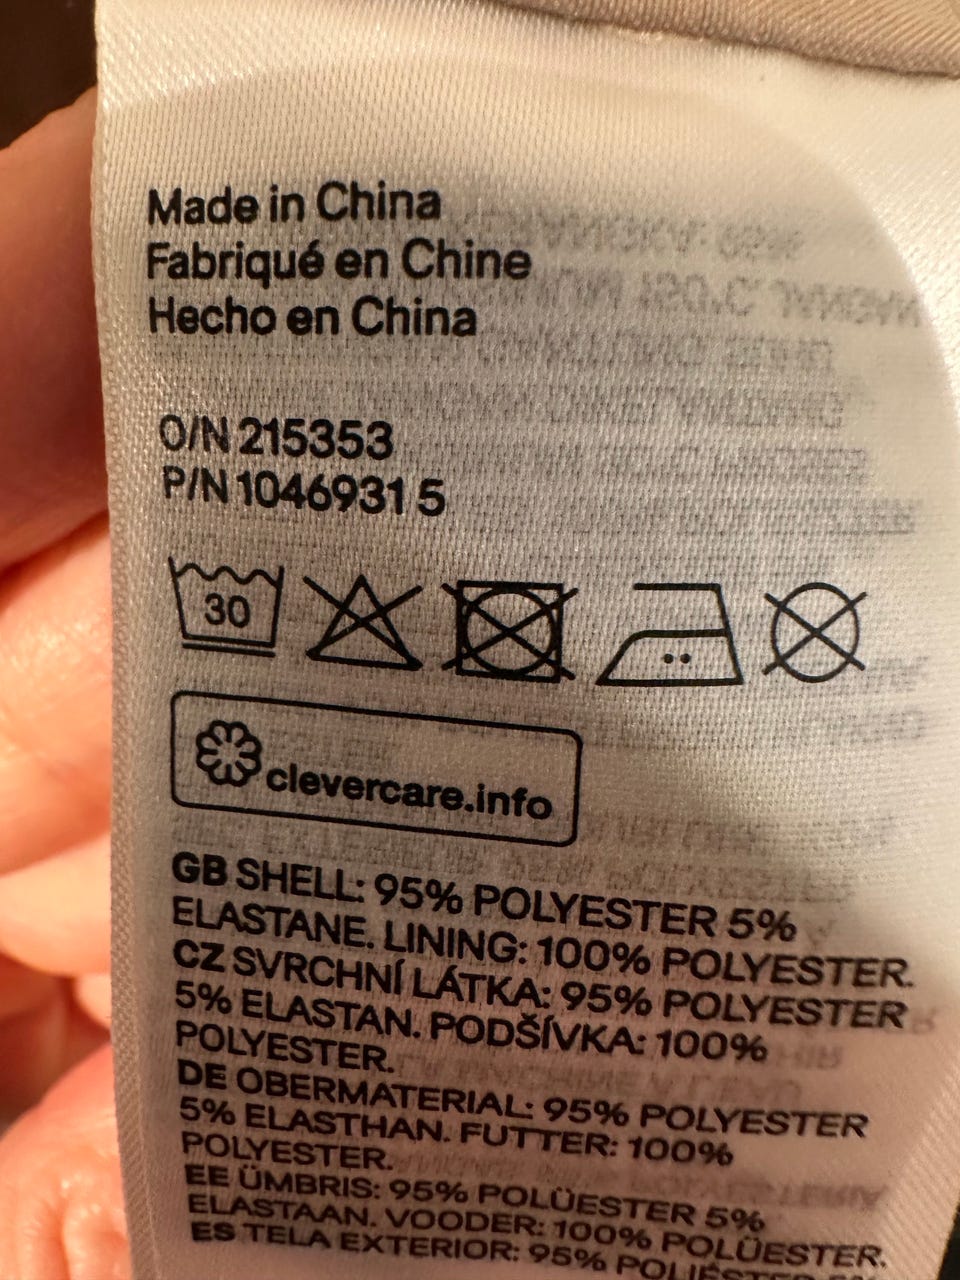 Made in China
Fabriqué en Chine
Hecho en China
O/N 215353
P/N 1046931 5
30
clevercare.info
GB SHELL: 95% POLYESTER 5%
ELASTANE. LINING: 100% POLYESTER.
CZ SVRCHNÍ LÁTKA: 95% POLYESTER
5% ELASTAN. PODŠÍVKA: 100%
POLYESTER.
DE OBERMATERIAL: 95% POLYESTER
5% ELASTHAN. FUTTER: 100%
POLYESTER.
EE ÜMBRIS: 95% POLÜESTER 5%
ELASTAAN. VOODER: 100% POLÜESTER.
ES TELA EXTERIOR: 95%